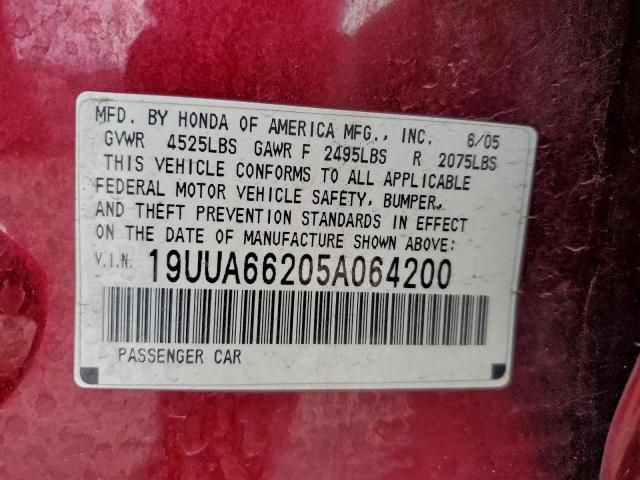 MFD. BY HONDA OF AMERICA MFG., INC. 6/05
GVWR 4525LBS GAWR F 2495LBS R 2075LBS
THIS VEHICLE CONFORMS TO ALL APPLICABLE
FEDERAL MOTOR VEHICLE SAFETY, BUMPER,
AND THEFT PREVENTION STANDARDS IN EFFECT
ON THE DATE OF MANUFACTURE SHOWN ABOVE:
V.I.N. 19UUA66205A064200
PASSENGER CAR